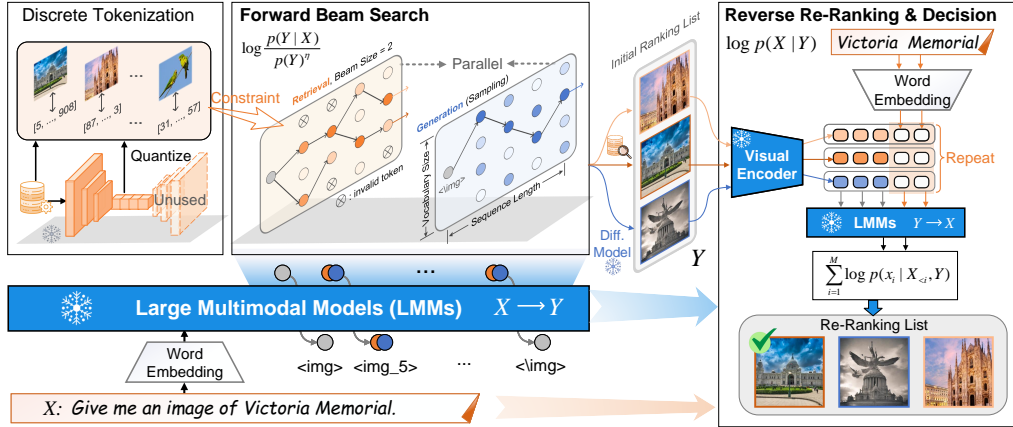 Discrete Tokenization
...
[5, ..., 908]
[87, ..., 3]
...
[31, ..., 57]
Constraint
Quantize
Unused
Forward Beam Search
log p(Y | X) / p(Y)^η
Retrieval, Beam Size = 2
Parallel
Generation (Sampling)
<\img>
⊗: invalid token
Vocabulary Size
Sequence Length
Initial Ranking List
Diff. Model
Y
Reverse Re-Ranking & Decision
log p(X | Y)
Victoria Memorial
Word
Embedding
Visual
Encoder
Repeat
LMMs Y → X
∑_{i=1}^{M} log p(x_i | X_{<i}, Y)
Re-Ranking List
...
Large Multimodal Models (LMMs) X → Y
<img>
<img_5>
...
<\img>
Word
Embedding
X: Give me an image of Victoria Memorial.